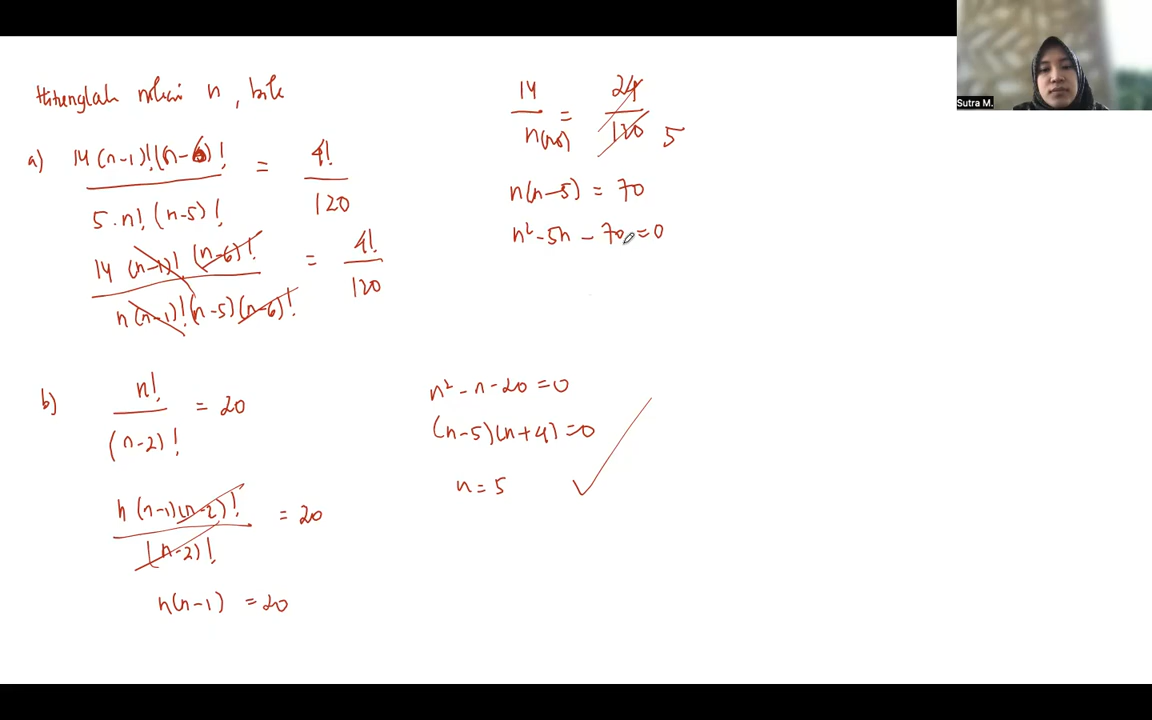 Hitunglah nilai n, bila
a) 14(n-1)!(n-6)! / 5.n!(n-5)! = 4! / 120
14 (n-1)! (n-6)! / n(n-1)!(n-5)(n-6)! = 4! / 120
14 / n(n-5) = 24 / 120 5
n(n-5) = 70
n² - 5n - 70 = 0
b) n! / (n-2)! = 20
n(n-1)(n-2)! / (n-2)! = 20
n(n-1) = 20
n² - n - 20 = 0
(n-5)(n+4) = 0
n = 5
Sutra M.